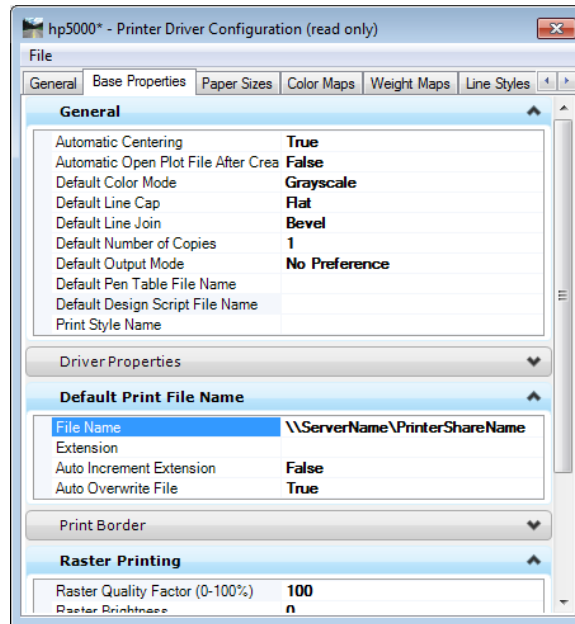 hp5000* - Printer Driver Configuration (read only)
File
General Base Properties Paper Sizes Color Maps Weight Maps Line Styles
General
Automatic Centering True
Automatic Open Plot File After Crea False
Default Color Mode Grayscale
Default Line Cap Flat
Default Line Join Bevel
Default Number of Copies 1
Default Output Mode No Preference
Default Pen Table File Name
Default Design Script File Name
Print Style Name
Driver Properties
Default Print File Name
File Name \\ServerName\PrinterShareName
Extension
Auto Increment Extension False
Auto Overwrite File True
Print Border
Raster Printing
Raster Quality Factor (0-100%) 100
Raster Brightness 0